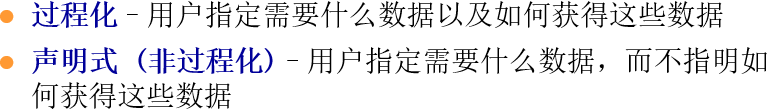 过程化 – 用户指定需要什么数据以及如何获得这些数据
声明式（非过程化）– 用户指定需要什么数据，而不指明如
何获得这些数据